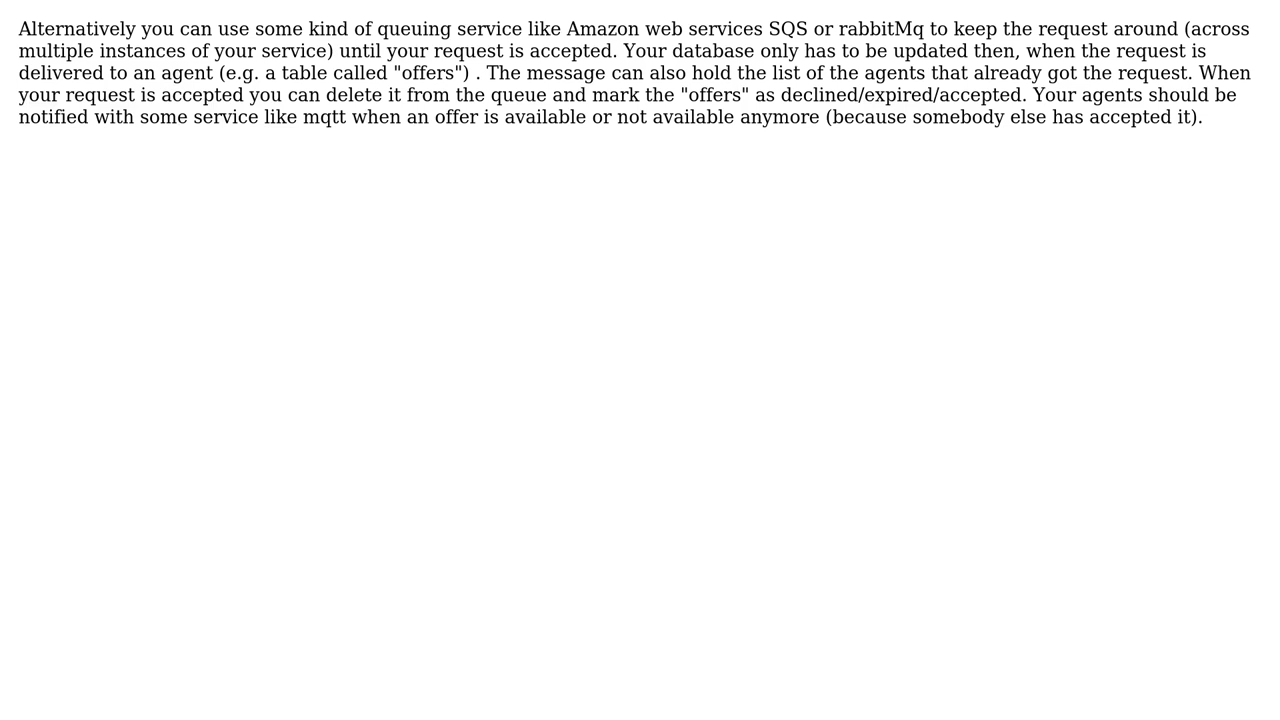 Alternatively you can use some kind of queuing service like Amazon web services SQS or rabbitMq to keep the request around (across
multiple instances of your service) until your request is accepted. Your database only has to be updated then, when the request is
delivered to an agent (e.g. a table called "offers") . The message can also hold the list of the agents that already got the request. When
your request is accepted you can delete it from the queue and mark the "offers" as declined/expired/accepted. Your agents should be
notified with some service like mqtt when an offer is available or not available anymore (because somebody else has accepted it).